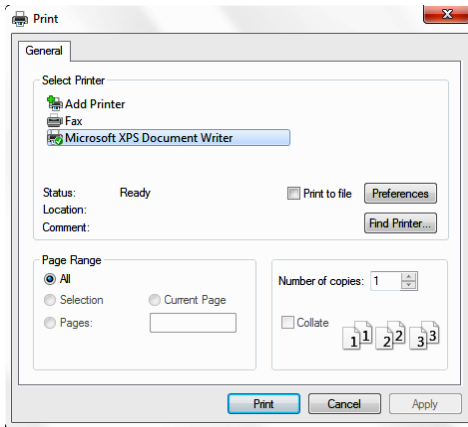 Print
General
Select Printer
Add Printer
Fax
Microsoft XPS Document Writer
Status: Ready
Print to file
Preferences
Location:
Comment:
Find Printer...
Page Range
All
Selection
Current Page
Pages:
Number of copies: 1
Collate
1 1 2 2 3 3
Print
Cancel
Apply